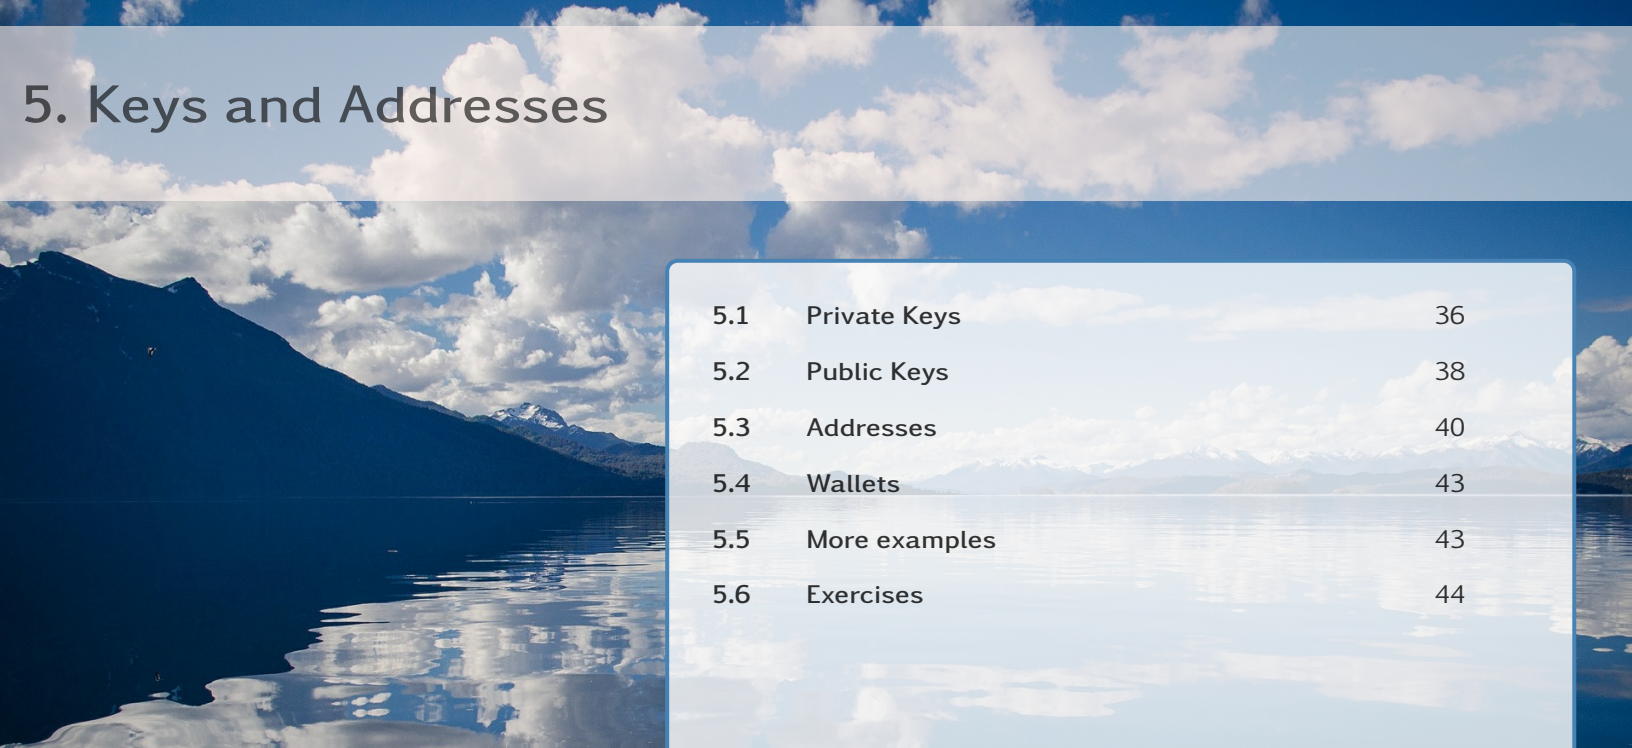 5. Keys and Addresses
5.1 Private Keys 36
5.2 Public Keys 38
5.3 Addresses 40
5.4 Wallets 43
5.5 More examples 43
5.6 Exercises 44